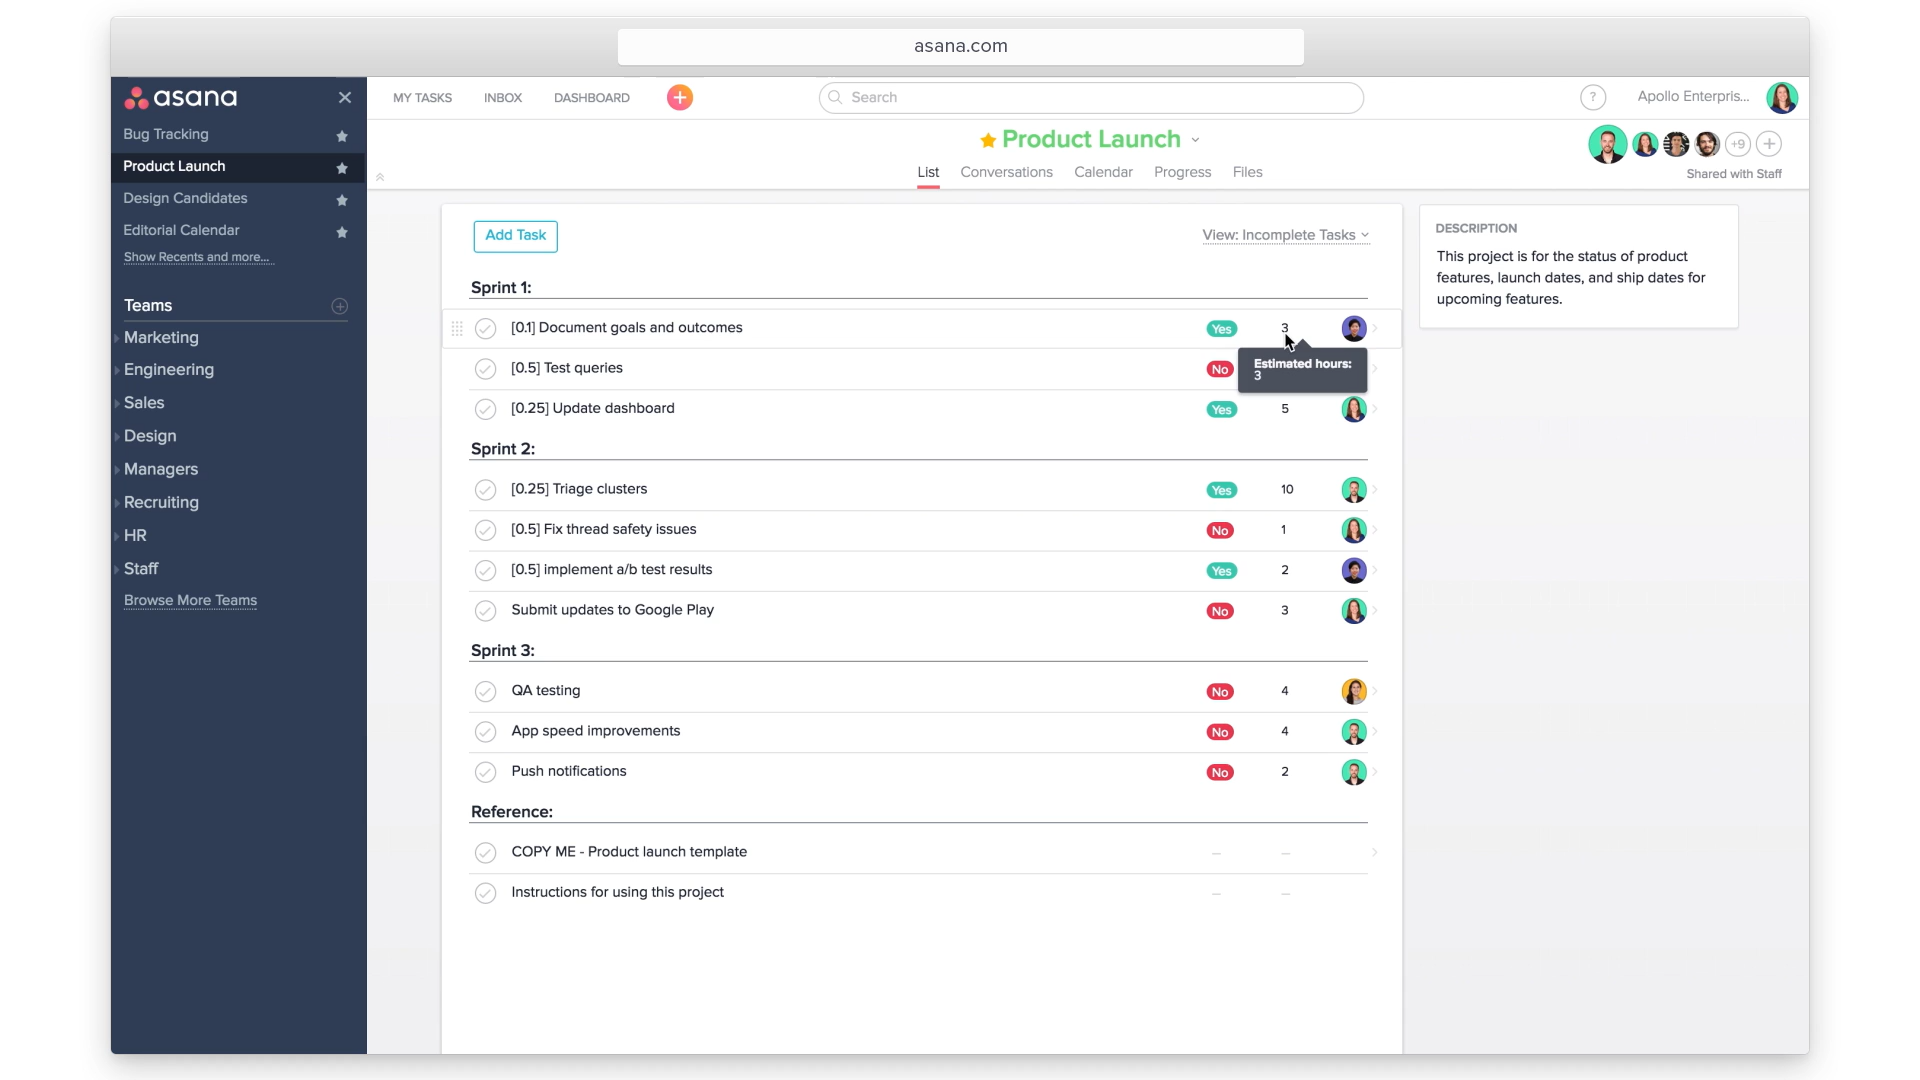 asana.com
asana
MY TASKS
INBOX
DASHBOARD
Search
?
Apollo Enterpris...
Bug Tracking
Product Launch
Design Candidates
Editorial Calendar
Show Recents and more...
Teams
Marketing
Engineering
Sales
Design
Managers
Recruiting
HR
Staff
Browse More Teams
Product Launch
List
Conversations
Calendar
Progress
Files
+9
Shared with Staff
Add Task
View: Incomplete Tasks
Sprint 1:
[0.1] Document goals and outcomes Yes 3
[0.5] Test queries No
Estimated hours:
3
[0.25] Update dashboard Yes 5
Sprint 2:
[0.25] Triage clusters Yes 10
[0.5] Fix thread safety issues No 1
[0.5] implement a/b test results Yes 2
Submit updates to Google Play No 3
Sprint 3:
QA testing No 4
App speed improvements No 4
Push notifications No 2
Reference:
COPY ME - Product launch template – –
Instructions for using this project – –
DESCRIPTION
This project is for the status of product
features, launch dates, and ship dates for
upcoming features.